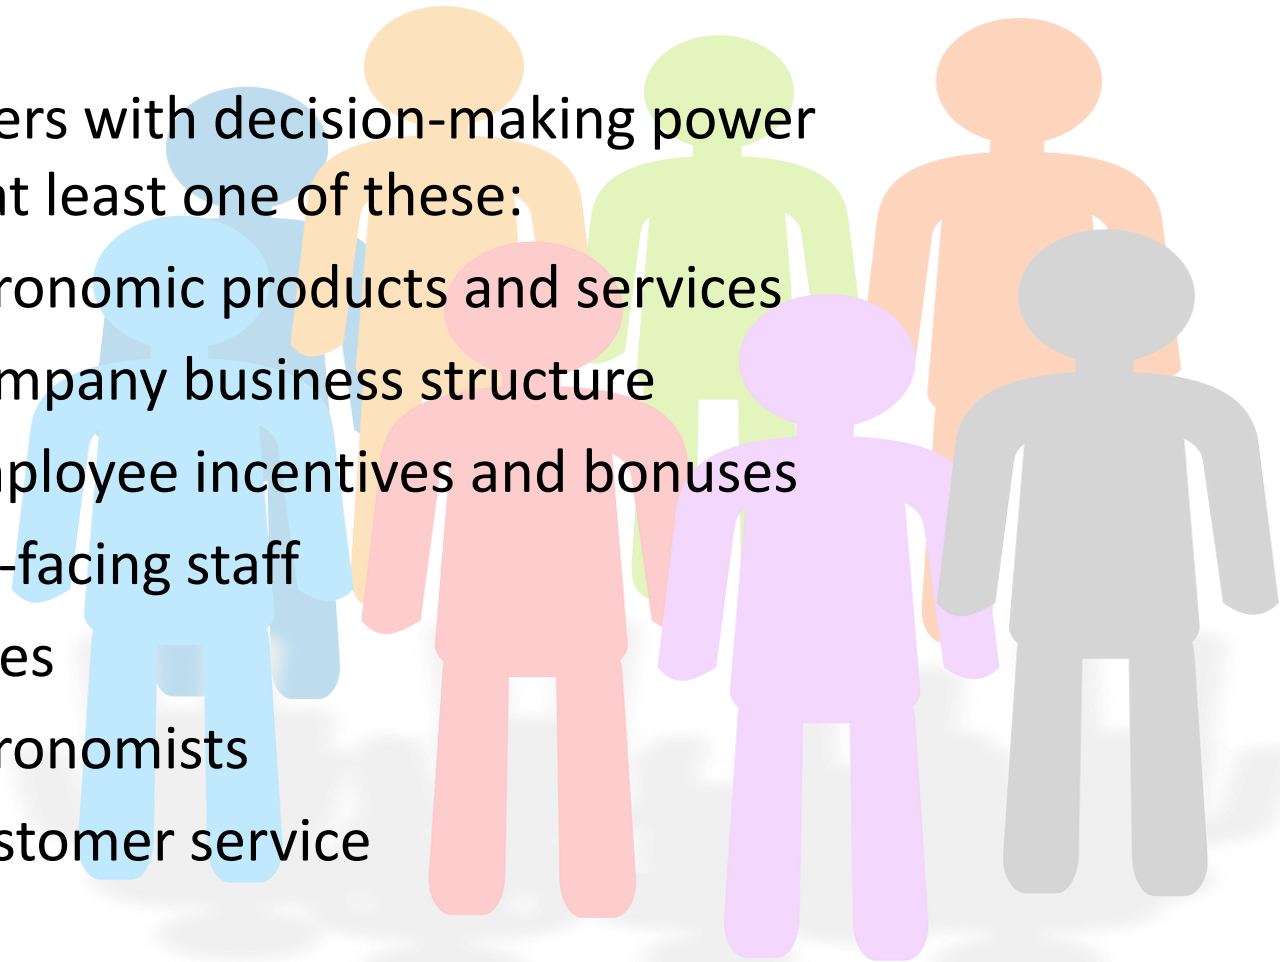 ers with decision-making power
at least one of these:
ronomic products and services
mpany business structure
ployee incentives and bonuses
-facing staff
es
ronomists
stomer service